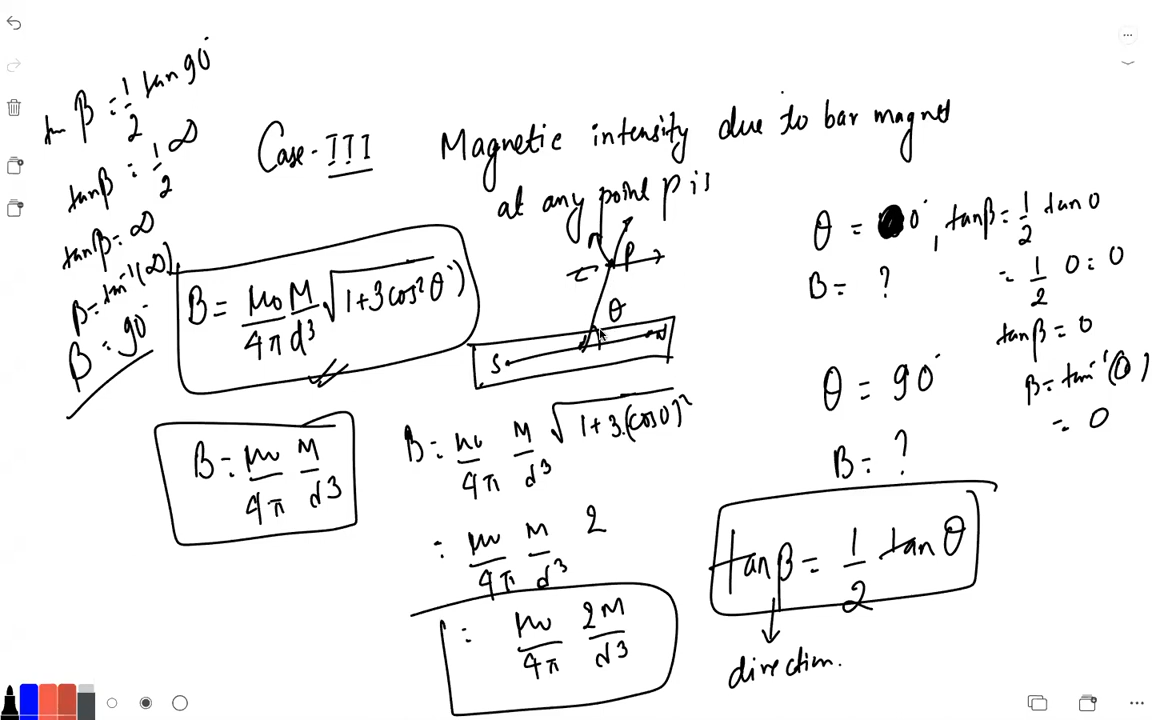 Case-III Magnetic intensity due to bar magnet
at any point P is
B = μ₀/4π M/d³ √(1+3cos²θ)
P
θ
S N
B = μ₀/4π M/d³ √(1+3.(cos0)²
= μ₀/4π M/d³ 2
= μ₀/4π 2M/d³
B = μ₀/4π M/d³
tan β = 1/2 tan 90°
tanβ = 1/2 ∞
tanβ = ∞
β = tan⁻¹(∞)
β = 90°
θ = 0°, tanβ = 1/2 tan0
B = ?
= 1/2 0 = 0
tanβ = 0
β = tan⁻¹(0)
= 0
θ = 90°
B = ?
tanβ = 1/2 tanθ
direction.